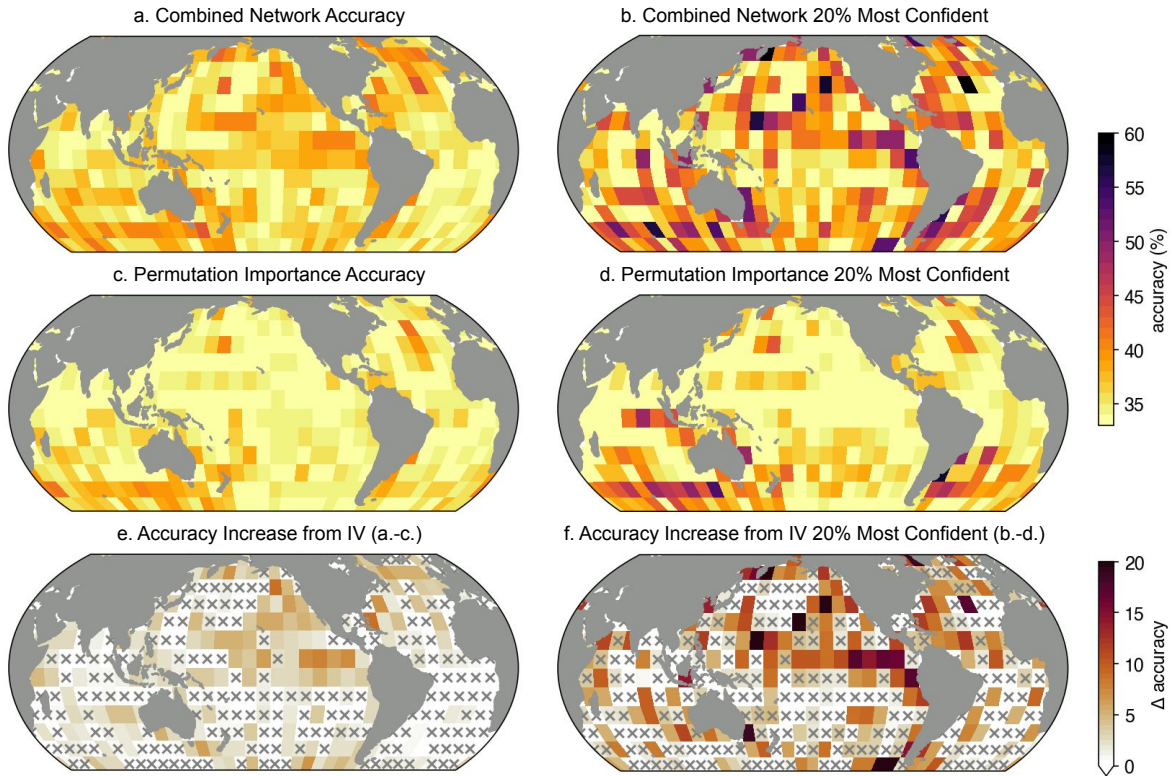 a. Combined Network Accuracy
b. Combined Network 20% Most Confident
60
55
50
45
40
35
accuracy (%)
c. Permutation Importance Accuracy
d. Permutation Importance 20% Most Confident
e. Accuracy Increase from IV (a.-c.)
f. Accuracy Increase from IV 20% Most Confident (b.-d.)
20
15
10
5
0
Δ accuracy